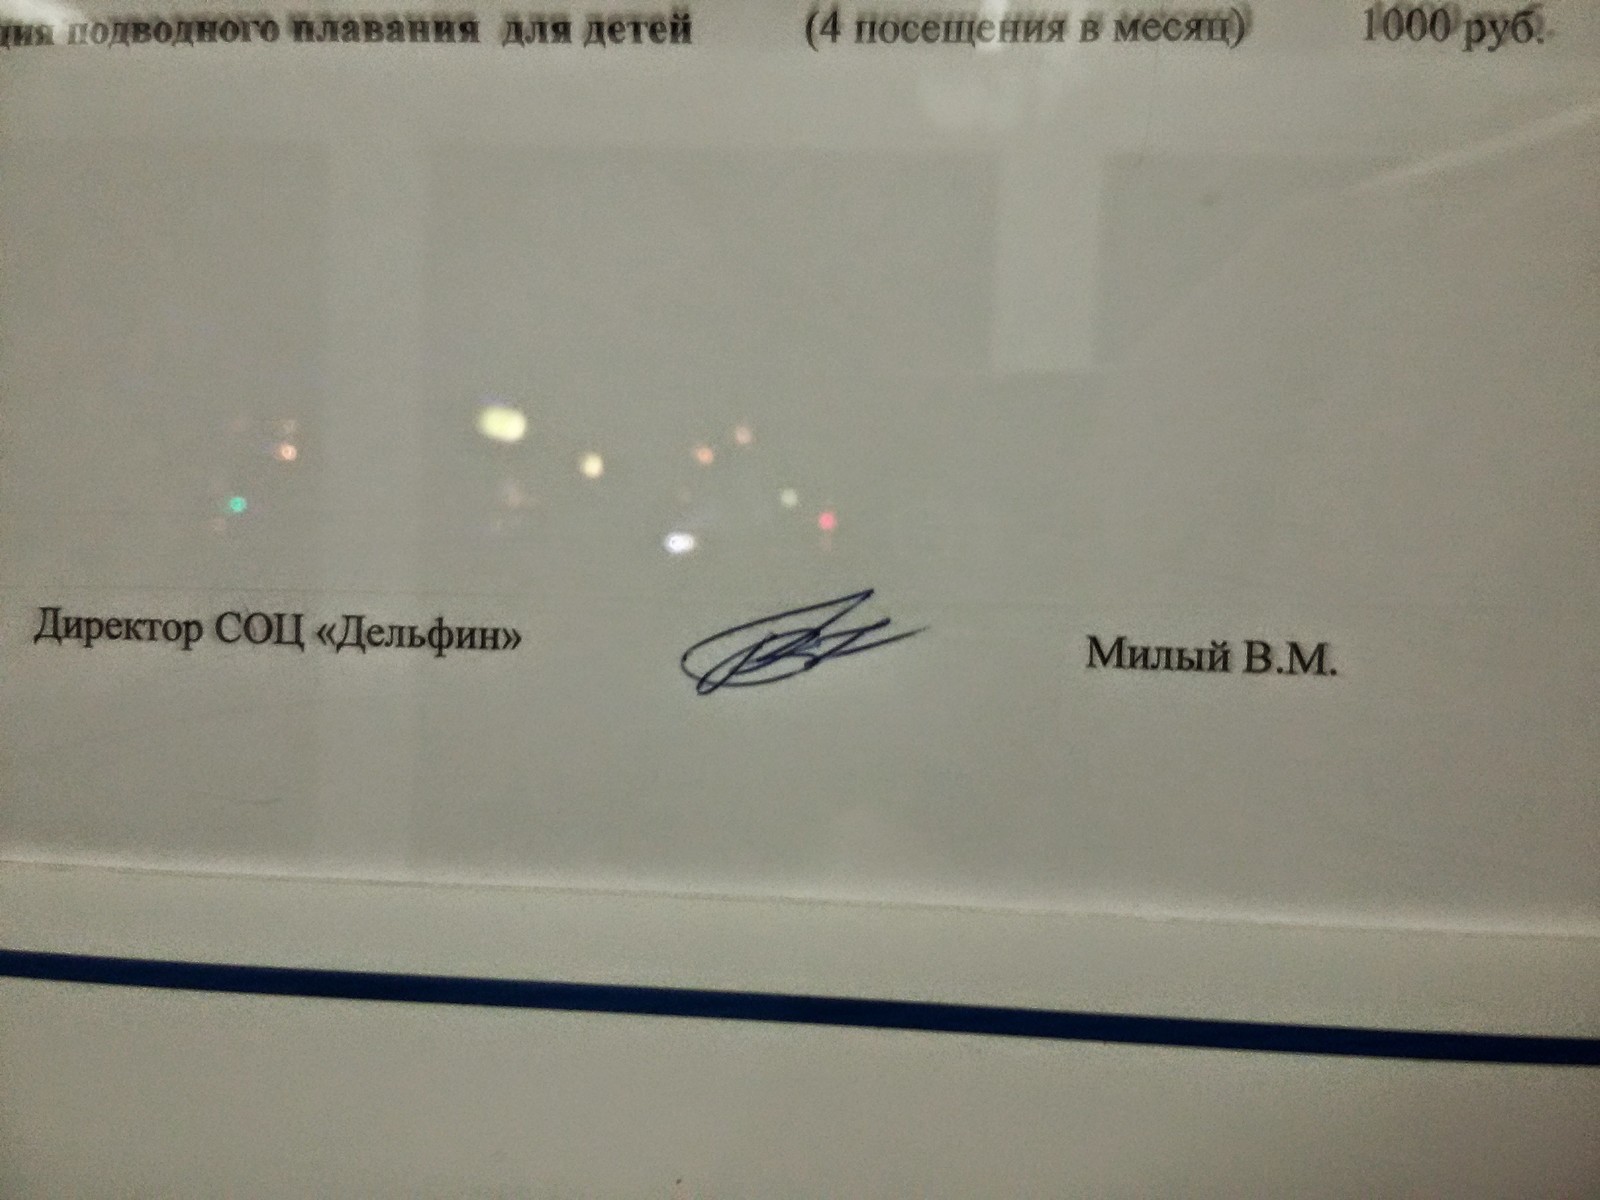 подводного плавания для детей (4 посещения в месяц) 1000 руб.
Директор СОЦ «Дельфин» Милый В.М.